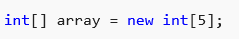 int[] array = new int[5];